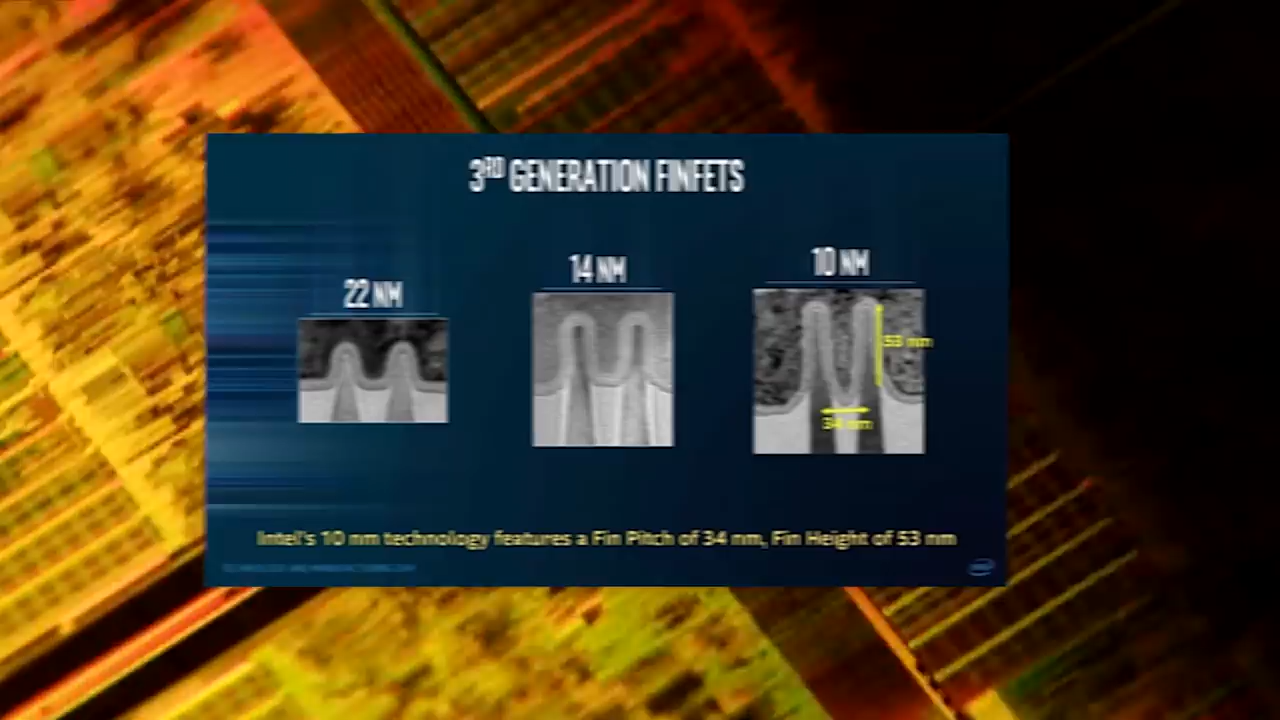 3RD GENERATION FINFETS
22 NM
14 NM
10 NM
53 nm
34 nm
Intel's 10 nm technology features a Fin Pitch of 34 nm, Fin Height of 53 nm
intel